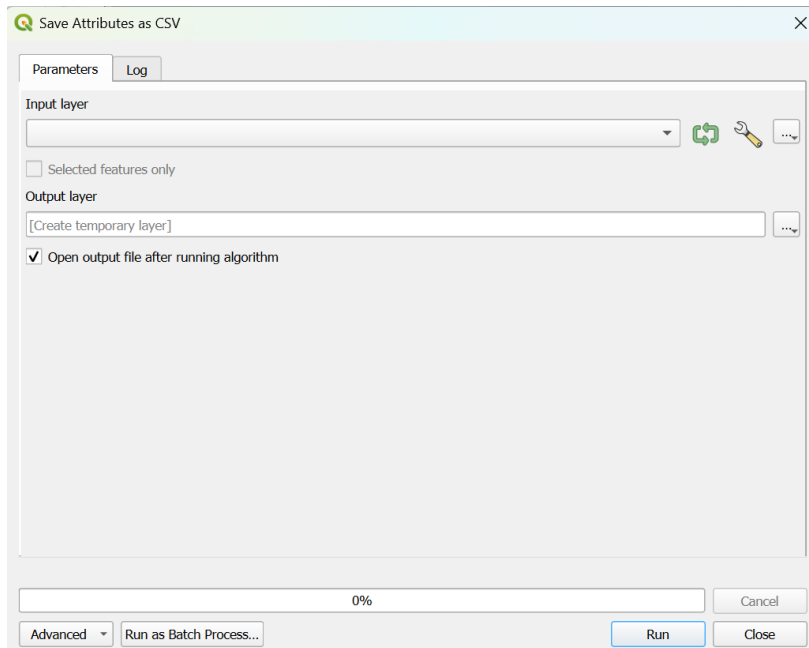 Save Attributes as CSV
Parameters Log
Input layer
...
Selected features only
Output layer
[Create temporary layer] ...
Open output file after running algorithm
0% Cancel
Advanced Run as Batch Process... Run Close